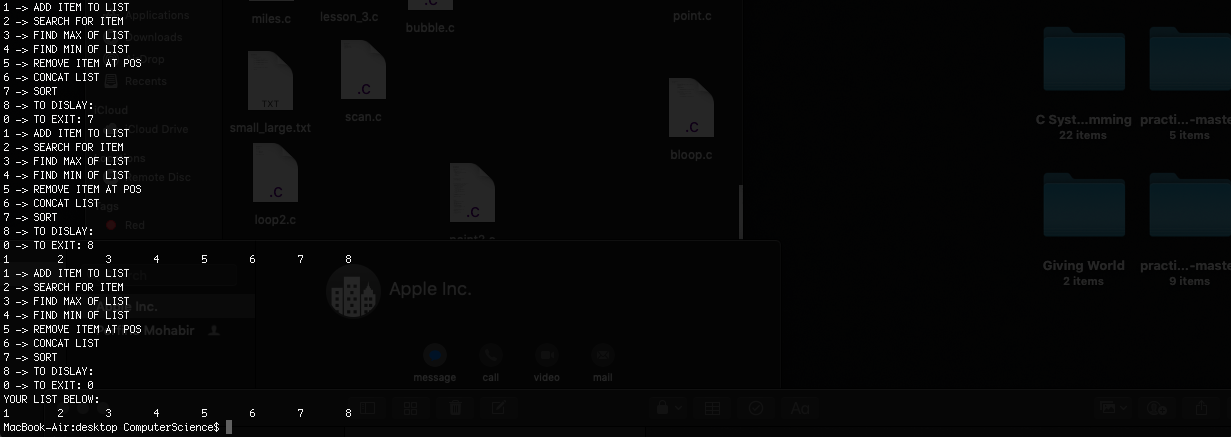 1 -> ADD ITEM TO LIST
2 -> SEARCH FOR ITEM
3 -> FIND MAX OF LIST
4 -> FIND MIN OF LIST
5 -> REMOVE ITEM AT POS
6 -> CONCAT LIST
7 -> SORT
8 -> TO DISLAY:
0 -> TO EXIT: 7
1 -> ADD ITEM TO LIST
2 -> SEARCH FOR ITEM
3 -> FIND MAX OF LIST
4 -> FIND MIN OF LIST
5 -> REMOVE ITEM AT POS
6 -> CONCAT LIST
7 -> SORT
8 -> TO DISLAY:
0 -> TO EXIT: 8
1 2 3 4 5 6 7 8
1 -> ADD ITEM TO LIST
2 -> SEARCH FOR ITEM
3 -> FIND MAX OF LIST
4 -> FIND MIN OF LIST
5 -> REMOVE ITEM AT POS
6 -> CONCAT LIST
7 -> SORT
8 -> TO DISLAY:
0 -> TO EXIT: 0
YOUR LIST BELOW:
1 2 3 4 5 6 7 8
MacBook-Air:desktop ComputerScience$
Applications
Recents
iCloud Drive
Remote Disc
Red
miles.c
lesson_3.c
bubble.c
point.c
TXT
small_large.txt
.C
scan.c
.C
bloop.c
.C
loop2.c
.C
C Syst...mming
22 items
practi...-maste
5 items
Giving World
2 items
practi...-maste
9 items
Apple Inc.
Mohabir
message
call
video
mail
Aa